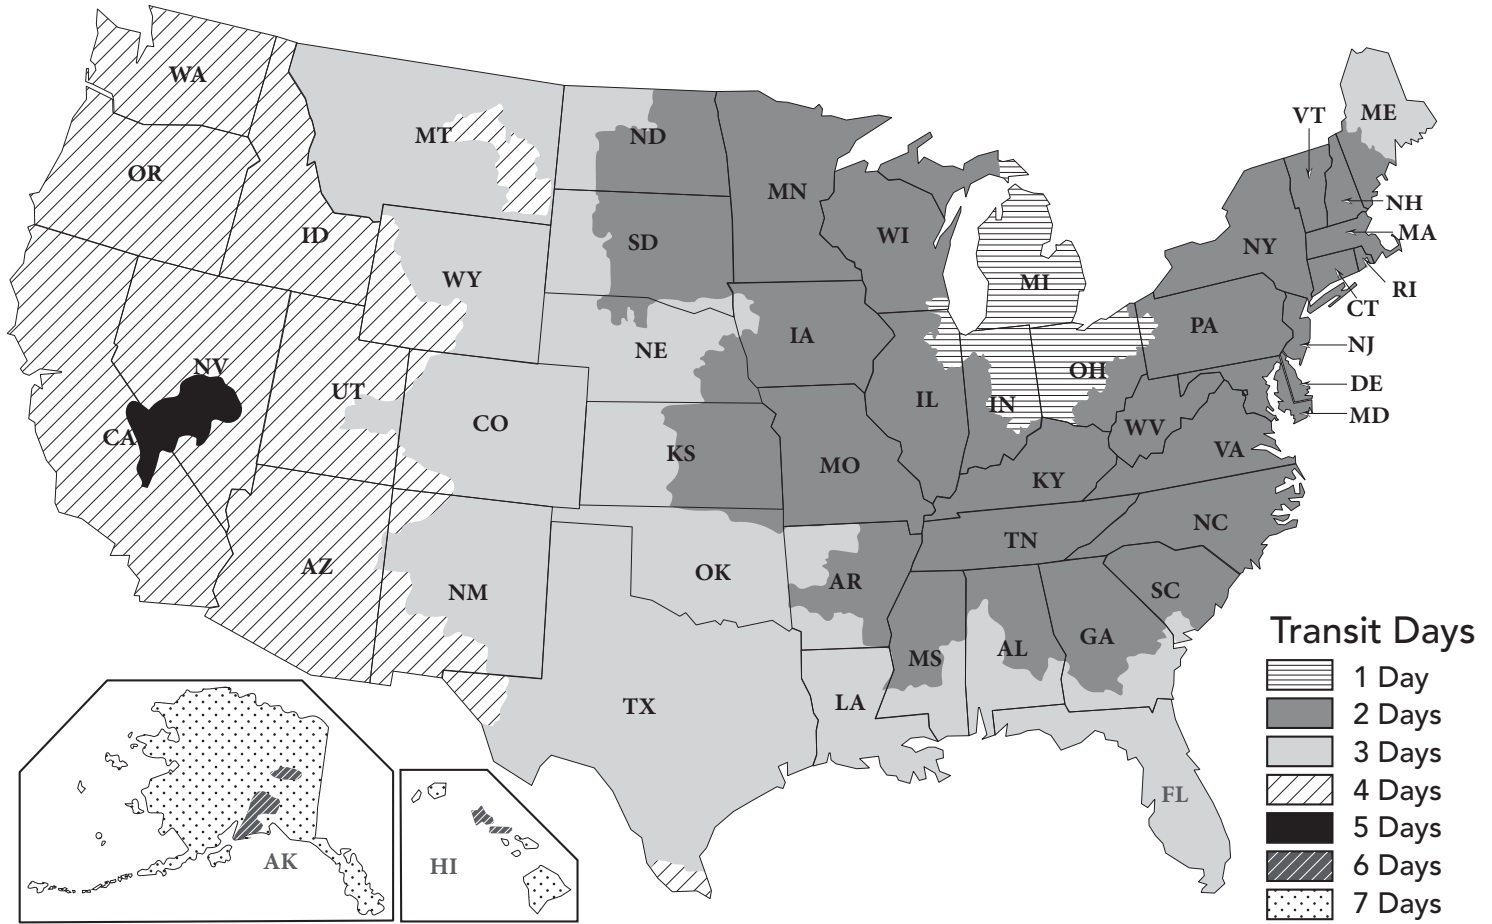 WA
OR
CA
NV
ID
MT
WY
UT
AZ
CO
NM
ND
SD
NE
KS
OK
TX
MN
IA
MO
AR
LA
WI
IL
MI
IN
OH
KY
TN
MS
AL
GA
FL
SC
NC
VA
WV
PA
NY
VT
ME
NH
MA
RI
CT
NJ
DE
MD
AK
HI
Transit Days
1 Day
2 Days
3 Days
4 Days
5 Days
6 Days
7 Days